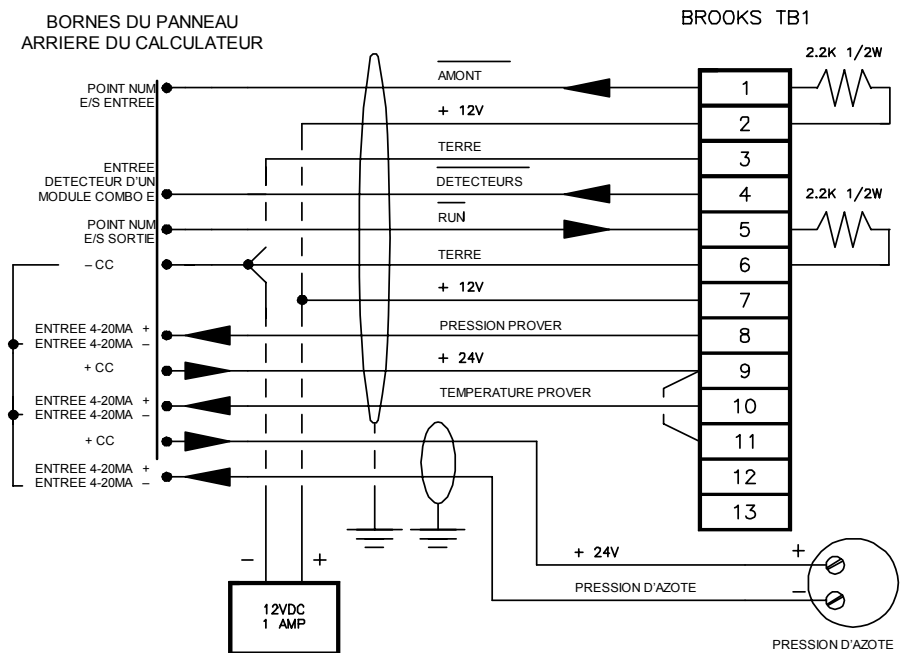 BORNES DU PANNEAU
ARRIERE DU CALCULATEUR
BROOKS TB1
2.2K 1/2W
POINT NUM
E/S ENTREE
AMONT
1
+ 12V
2
TERRE
3
ENTREE
DETECTEUR D'UN
MODULE COMBO E
DETECTEURS
4
2.2K 1/2W
POINT NUM
E/S SORTIE
RUN
5
– CC
TERRE
6
+ 12V
7
ENTREE 4-20MA +
ENTREE 4-20MA –
PRESSION PROVER
8
+ CC
+ 24V
9
ENTREE 4-20MA +
ENTREE 4-20MA –
TEMPERATURE PROVER
10
+ CC
11
ENTREE 4-20MA +
ENTREE 4-20MA –
12
13
– +
12VDC
1 AMP
+ 24V
+
PRESSION D'AZOTE
–
PRESSION D'AZOTE